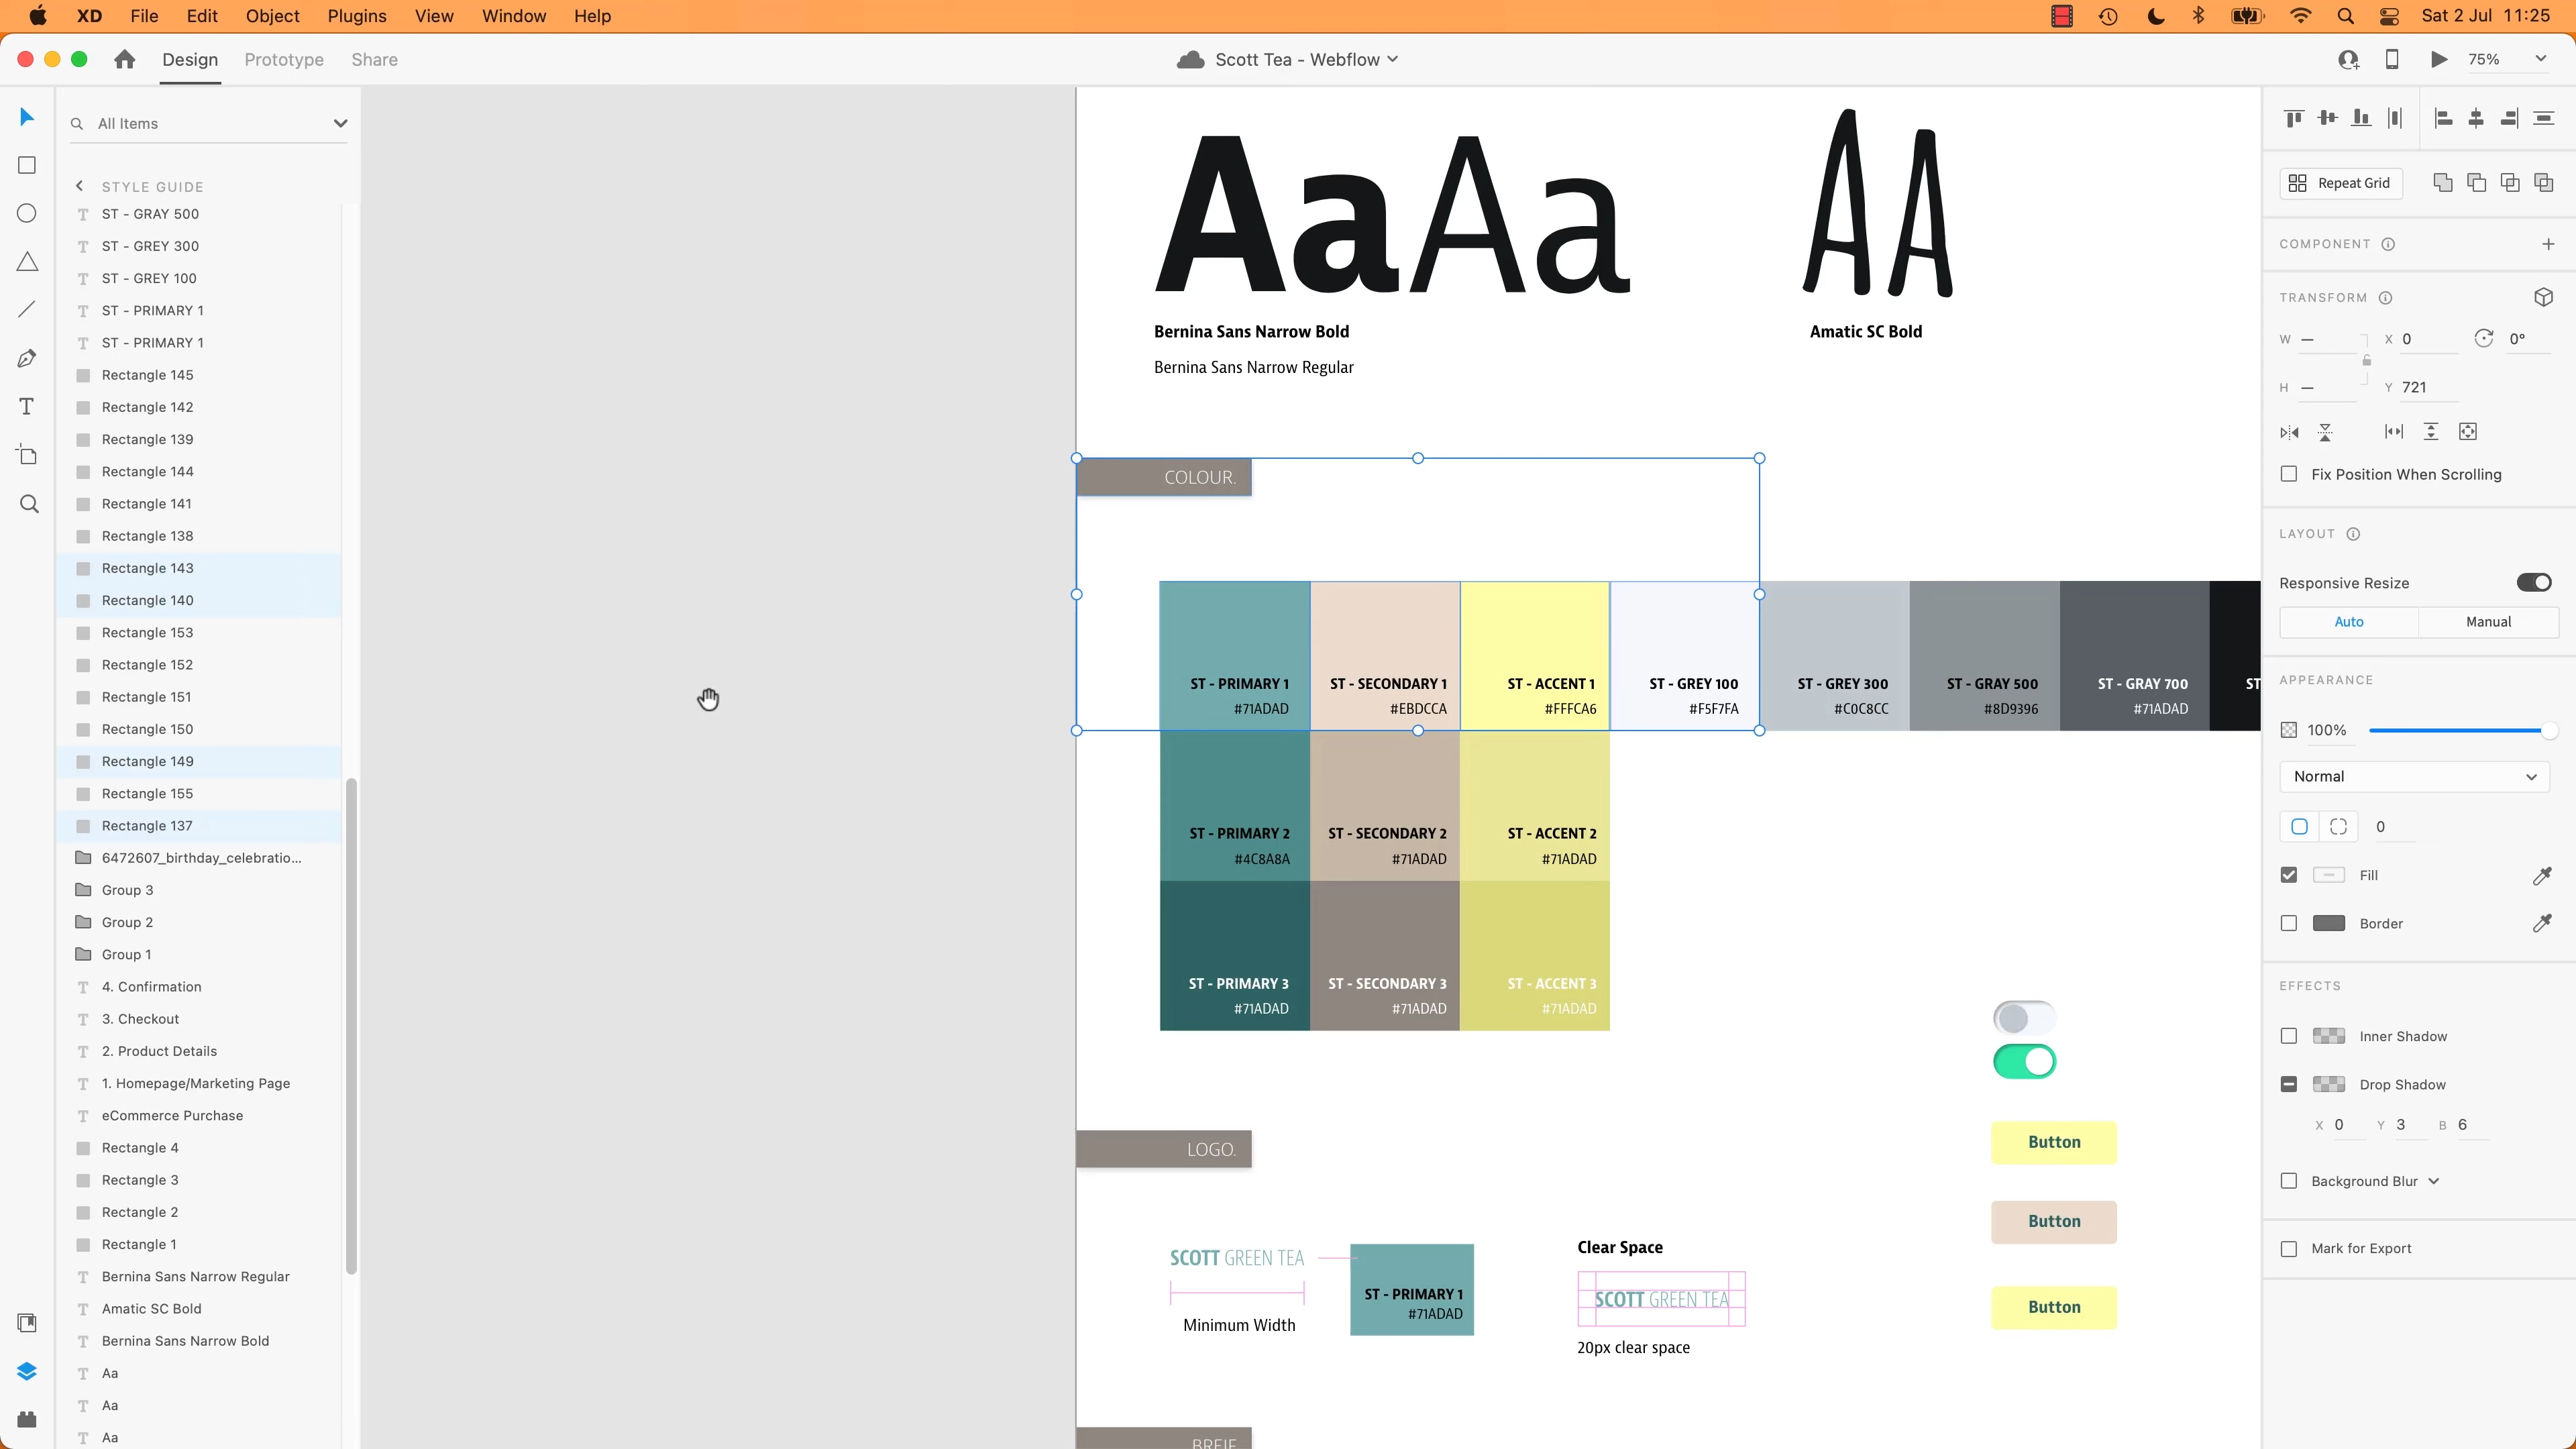 XD File Edit Object Plugins View Window Help
Sat 2 Jul 11:25
Design Prototype Share
Scott Tea - Webflow
75%
All Items
STYLE GUIDE
ST - GRAY 500
ST - GREY 300
ST - GREY 100
ST - PRIMARY 1
ST - PRIMARY 1
Rectangle 145
Rectangle 142
Rectangle 139
Rectangle 144
Rectangle 141
Rectangle 138
Rectangle 143
Rectangle 140
Rectangle 153
Rectangle 152
Rectangle 151
Rectangle 150
Rectangle 149
Rectangle 155
Rectangle 137
6472607_birthday_celebratio...
Group 3
Group 2
Group 1
4. Confirmation
3. Checkout
2. Product Details
1. Homepage/Marketing Page
eCommerce Purchase
Rectangle 4
Rectangle 3
Rectangle 2
Rectangle 1
Bernina Sans Narrow Regular
Amatic SC Bold
Bernina Sans Narrow Bold
Aa
Aa
Aa
AaAa
AA
Bernina Sans Narrow Bold
Bernina Sans Narrow Regular
Amatic SC Bold
COLOUR.
ST - PRIMARY 1 ST - SECONDARY 1 ST - ACCENT 1 ST - GREY 100 ST - GREY 300 ST - GRAY 500 ST - GRAY 700 ST
#71ADAD #EBDCCA #FFFCA6 #F5F7FA #C0C8CC #8D9396 #71ADAD
ST - PRIMARY 2 ST - SECONDARY 2 ST - ACCENT 2
#4C8A8A #71ADAD #71ADAD
ST - PRIMARY 3 ST - SECONDARY 3 ST - ACCENT 3
#71ADAD #71ADAD #71ADAD
LOGO.
SCOTT GREEN TEA
Minimum Width
ST - PRIMARY 1
#71ADAD
Clear Space
SCOTT GREEN TEA
20px clear space
Button
Button
Button
BREIF
Repeat Grid
COMPONENT
TRANSFORM
W — X 0 0°
H — Y 721
Fix Position When Scrolling
LAYOUT
Responsive Resize
Auto Manual
APPEARANCE
100%
Normal
0
Fill
Border
EFFECTS
Inner Shadow
Drop Shadow
X 0 Y 3 B 6
Background Blur
Mark for Export